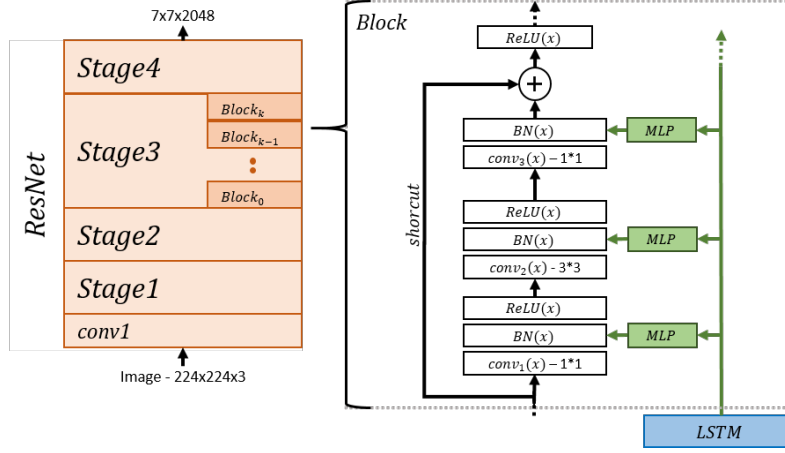 7x7x2048
ResNet
Stage4
Stage3
Block_k
Block_{k-1}
Block_0
Stage2
Stage1
conv1
Image - 224x224x3
Block
ReLU(x)
+
BN(x)
MLP
conv_3(x) - 1*1
shorcut
ReLU(x)
BN(x)
MLP
conv_2(x) - 3*3
ReLU(x)
BN(x)
MLP
conv_1(x) - 1*1
LSTM